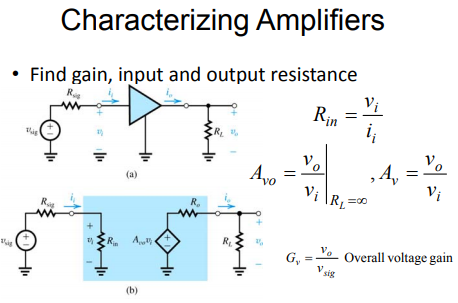 Characterizing Amplifiers
• Find gain, input and output resistance
R_sig i_i i_o
v_sig + − + v_i − R_L + v_o −
(a)
R_in = v_i / i_i
A_vo = v_o / v_i | R_L = ∞ , A_v = v_o / v_i
R_sig i_i R_o i_o
v_sig + − + v_i − R_in A_vo v_i + − R_L + v_o −
(b)
G_v = v_o / v_sig Overall voltage gain